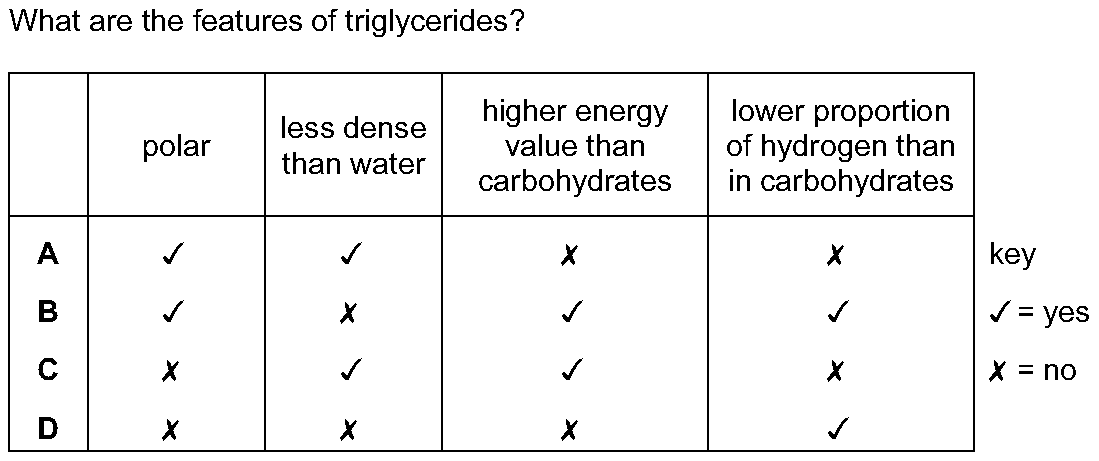 What are the features of triglycerides?
polar
less dense
than water
higher energy
value than
carbohydrates
lower proportion
of hydrogen than
in carbohydrates
A ✓ ✓ ✗ ✗
B ✓ ✗ ✓ ✓
C ✗ ✓ ✓ ✗
D ✗ ✗ ✗ ✓
key
✓ = yes
✗ = no